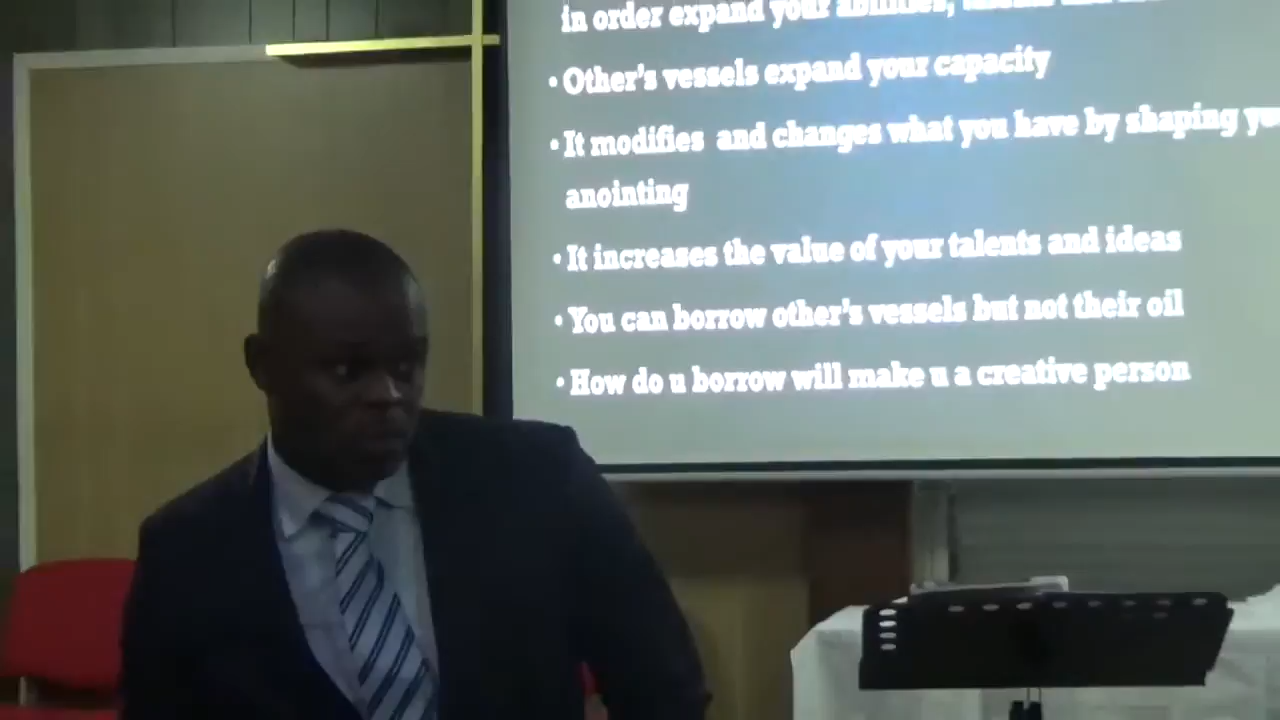 in order expand your abilities,
• Other's vessels expand your capacity
• It modifies and changes what you have by shaping
anointing
• It increases the value of your talents and ideas
• You can borrow other's vessels but not their oil
• How do u borrow will make u a creative person